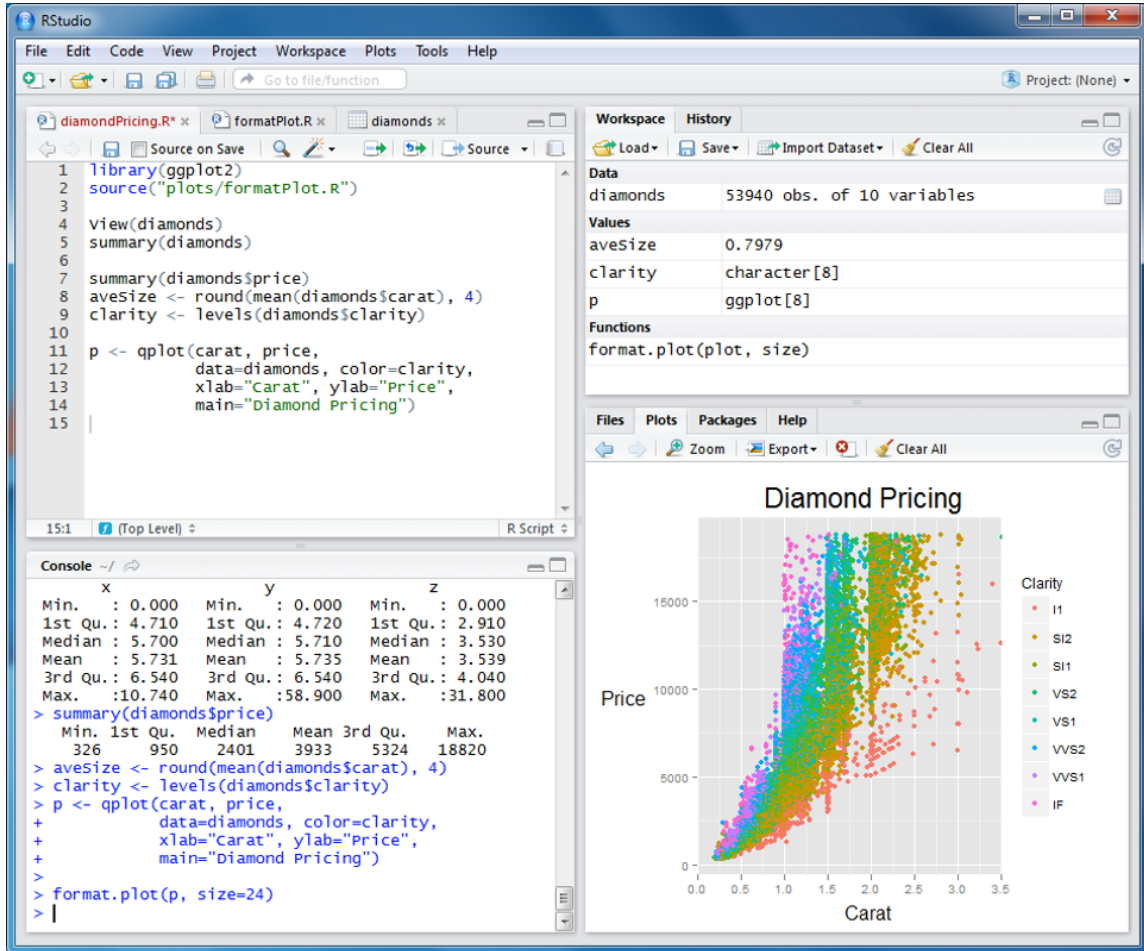 RStudio
File Edit Code View Project Workspace Plots Tools Help
Go to file/function
Project: (None)
diamondPricing.R* × formatPlot.R × diamonds ×
Source on Save Source
1 library(ggplot2)
2 source("plots/formatPlot.R")
3
4 View(diamonds)
5 summary(diamonds)
6
7 summary(diamonds$price)
8 aveSize <- round(mean(diamonds$carat), 4)
9 clarity <- levels(diamonds$clarity)
10
11 p <- qplot(carat, price,
12 data=diamonds, color=clarity,
13 xlab="Carat", ylab="Price",
14 main="Diamond Pricing")
15
15:1 (Top Level) R Script
Console ~/
x y z
Min. : 0.000 Min. : 0.000 Min. : 0.000
1st Qu.: 4.710 1st Qu.: 4.720 1st Qu.: 2.910
Median : 5.700 Median : 5.710 Median : 3.530
Mean : 5.731 Mean : 5.735 Mean : 3.539
3rd Qu.: 6.540 3rd Qu.: 6.540 3rd Qu.: 4.040
Max. :10.740 Max. :58.900 Max. :31.800
> summary(diamonds$price)
Min. 1st Qu. Median Mean 3rd Qu. Max.
326 950 2401 3933 5324 18820
> aveSize <- round(mean(diamonds$carat), 4)
> clarity <- levels(diamonds$clarity)
> p <- qplot(carat, price,
+ data=diamonds, color=clarity,
+ xlab="Carat", ylab="Price",
+ main="Diamond Pricing")
>
> format.plot(p, size=24)
>
Workspace History
Load Save Import Dataset Clear All
Data
diamonds 53940 obs. of 10 variables
Values
aveSize 0.7979
clarity character[8]
p ggplot[8]
Functions
format.plot(plot, size)
Files Plots Packages Help
Zoom Export Clear All
Diamond Pricing
15000
10000
5000
0
Price
0.0 0.5 1.0 1.5 2.0 2.5 3.0 3.5
Carat
Clarity
I1
SI2
SI1
VS2
VS1
VVS2
VVS1
IF